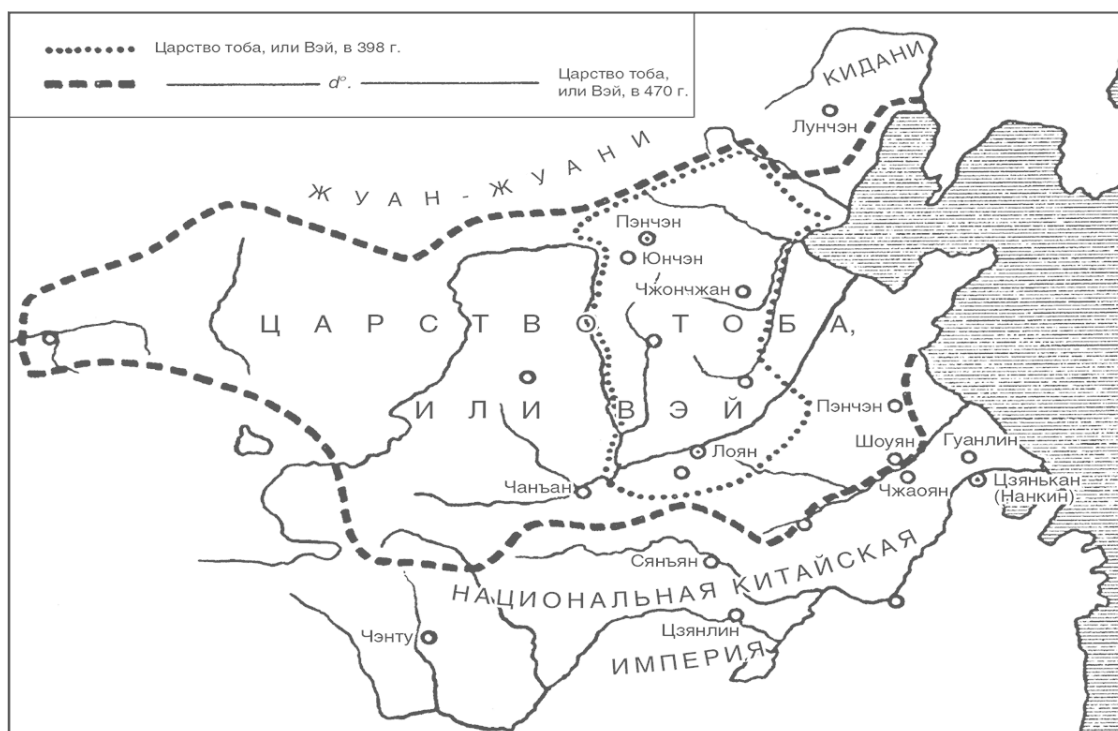 Царство тоба, или Вэй, в 398 г.
d°.
Царство тоба,
или Вэй, в 470 г.
КИДАНИ
Лунчэн
ЖУАН-ЖУАНИ
Пэнчэн
Юнчэн
Чжончжан
ЦАРСТВО ТОБА,
ИЛИ ВЭЙ
Пэнчэн
Лоян
Шоуян
Гуанлин
Чанъан
Чжаоян
Цзянькан
(Нанкин)
Сянъян
НАЦИОНАЛЬНАЯ КИТАЙСКАЯ
Чэнту
Цзянлин
ИМПЕРИЯ